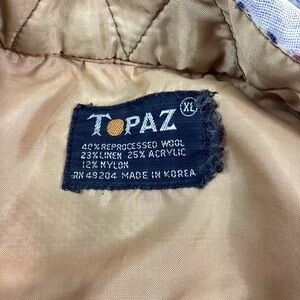 XL
TOPAZ
40% REPROCESSED WOOL
23% LINEN 25% ACRYLIC
12% NYLON
RN 49204 MADE IN KOREA